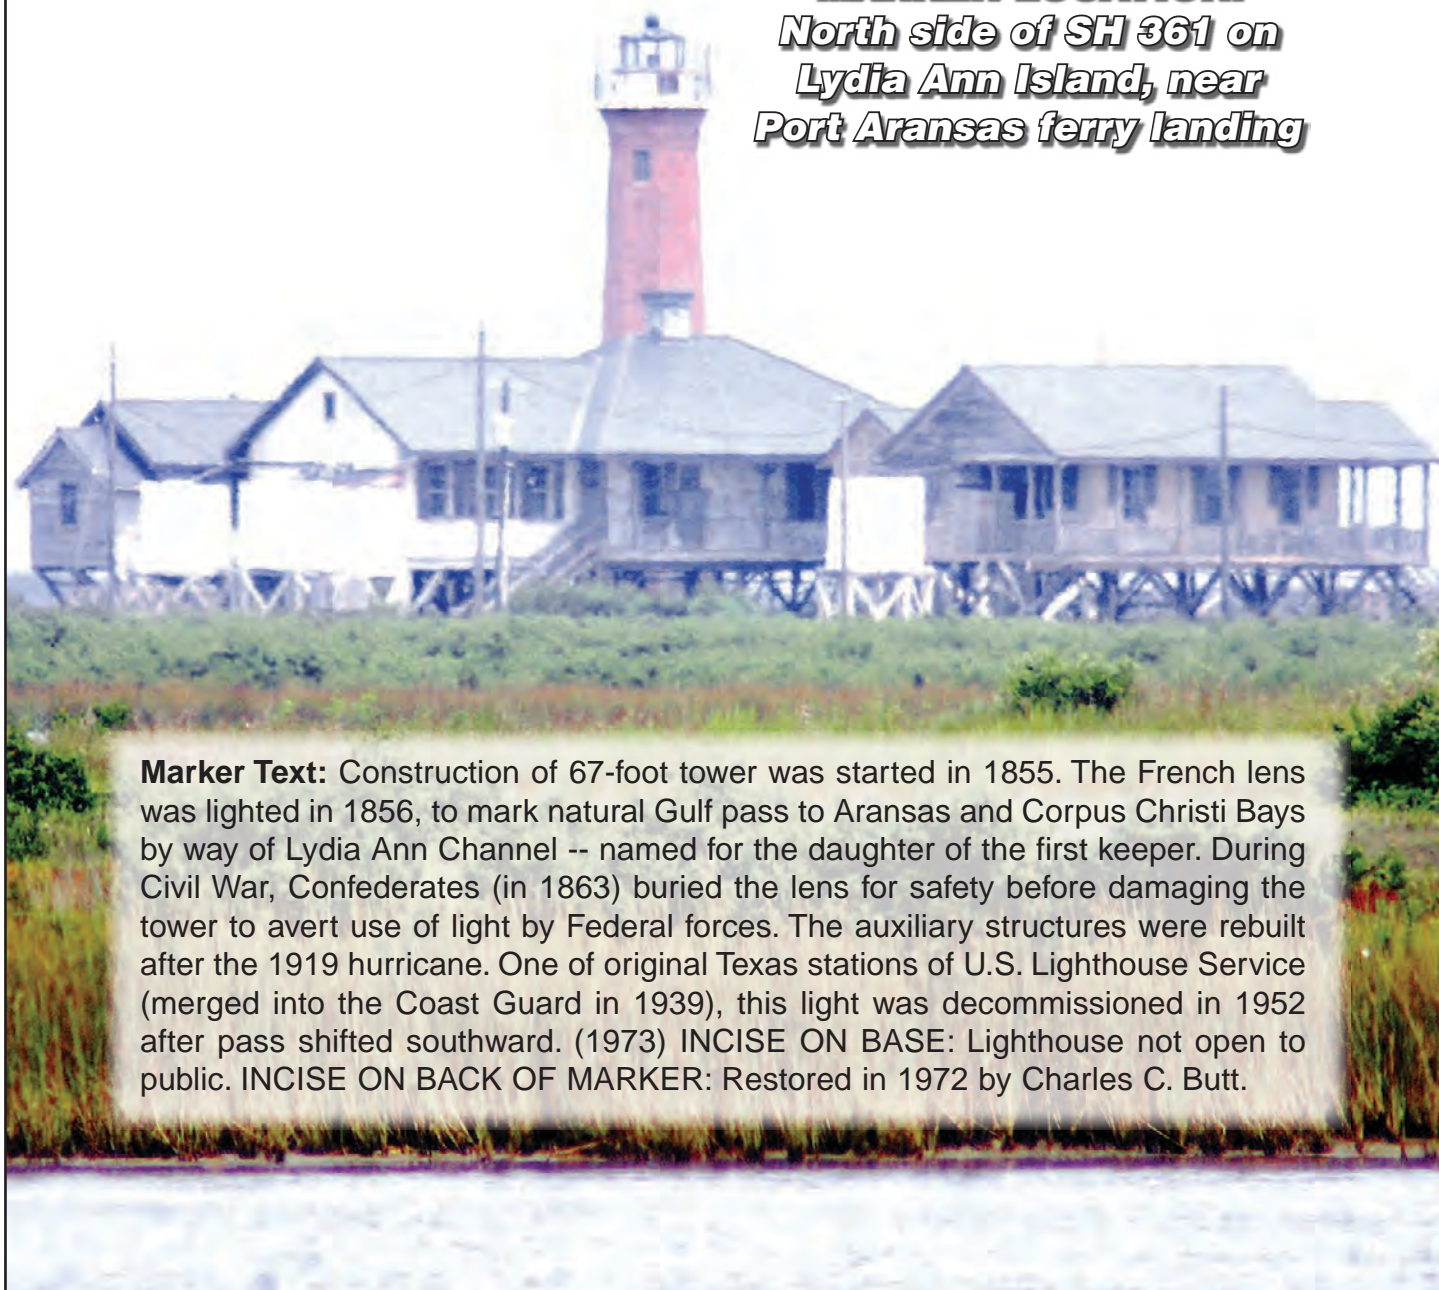 North side of SH 361 on
Lydia Ann Island, near
Port Aransas ferry landing
Marker Text: Construction of 67-foot tower was started in 1855. The French lens
was lighted in 1856, to mark natural Gulf pass to Aransas and Corpus Christi Bays
by way of Lydia Ann Channel -- named for the daughter of the first keeper. During
Civil War, Confederates (in 1863) buried the lens for safety before damaging the
tower to avert use of light by Federal forces. The auxiliary structures were rebuilt
after the 1919 hurricane. One of original Texas stations of U.S. Lighthouse Service
(merged into the Coast Guard in 1939), this light was decommissioned in 1952
after pass shifted southward. (1973) INCISE ON BASE: Lighthouse not open to
public. INCISE ON BACK OF MARKER: Restored in 1972 by Charles C. Butt.